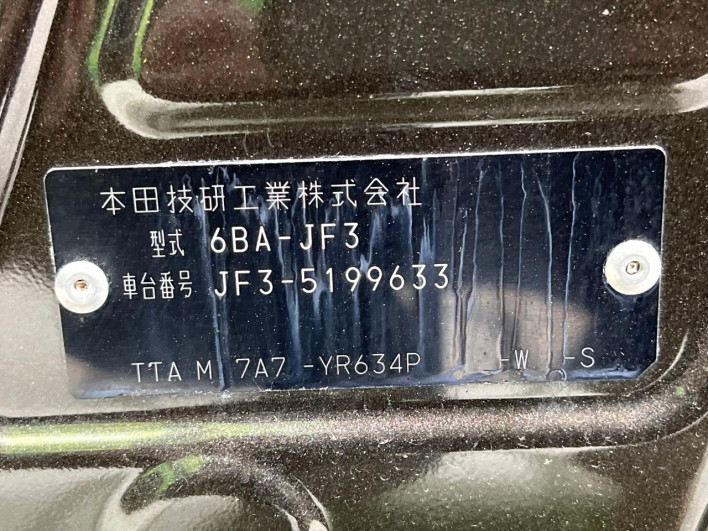 本田技研工業株式会社
型式 6BA-JF3
車台番号 JF3-5199633
TTA M 7A7 -YR634P -W -S